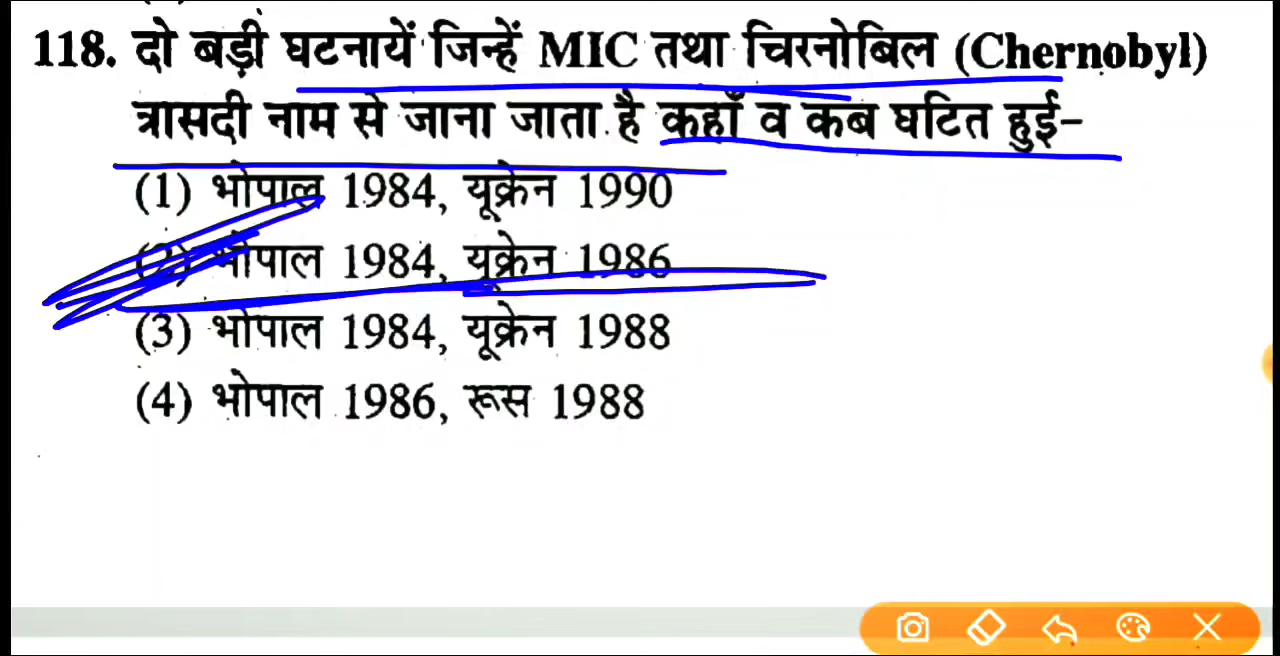 118. दो बड़ी घटनायें जिन्हें MIC तथा चिरनोबिल (Chernobyl)
त्रासदी नाम से जाना जाता है कहाँ व कब घटित हुई-
(1) भोपाल 1984, यूक्रेन 1990
(2) भोपाल 1984, यूक्रेन 1986
(3) भोपाल 1984, यूक्रेन 1988
(4) भोपाल 1986, रूस 1988